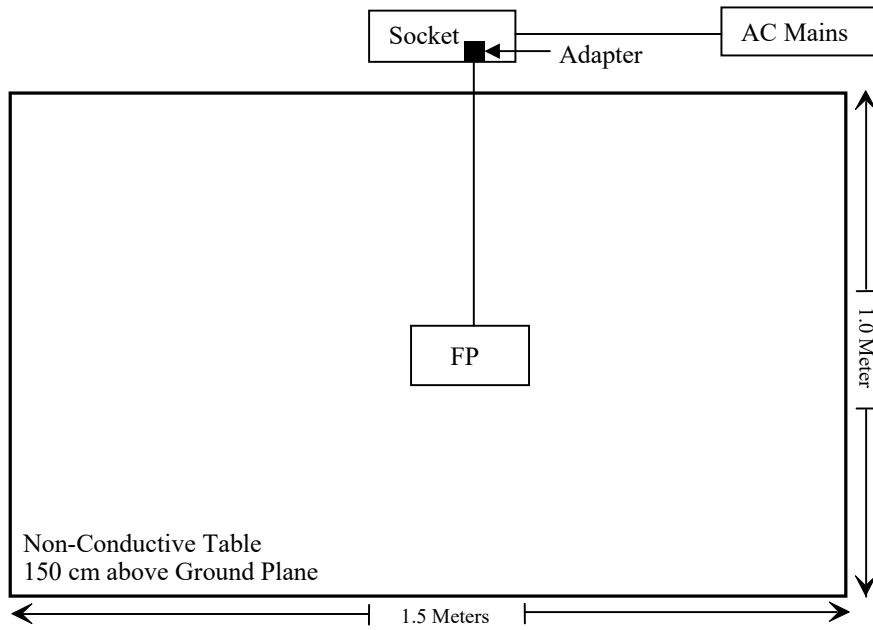 Socket
AC Mains
Adapter
FP
1.0 Meter
Non-Conductive Table
150 cm above Ground Plane
1.5 Meters